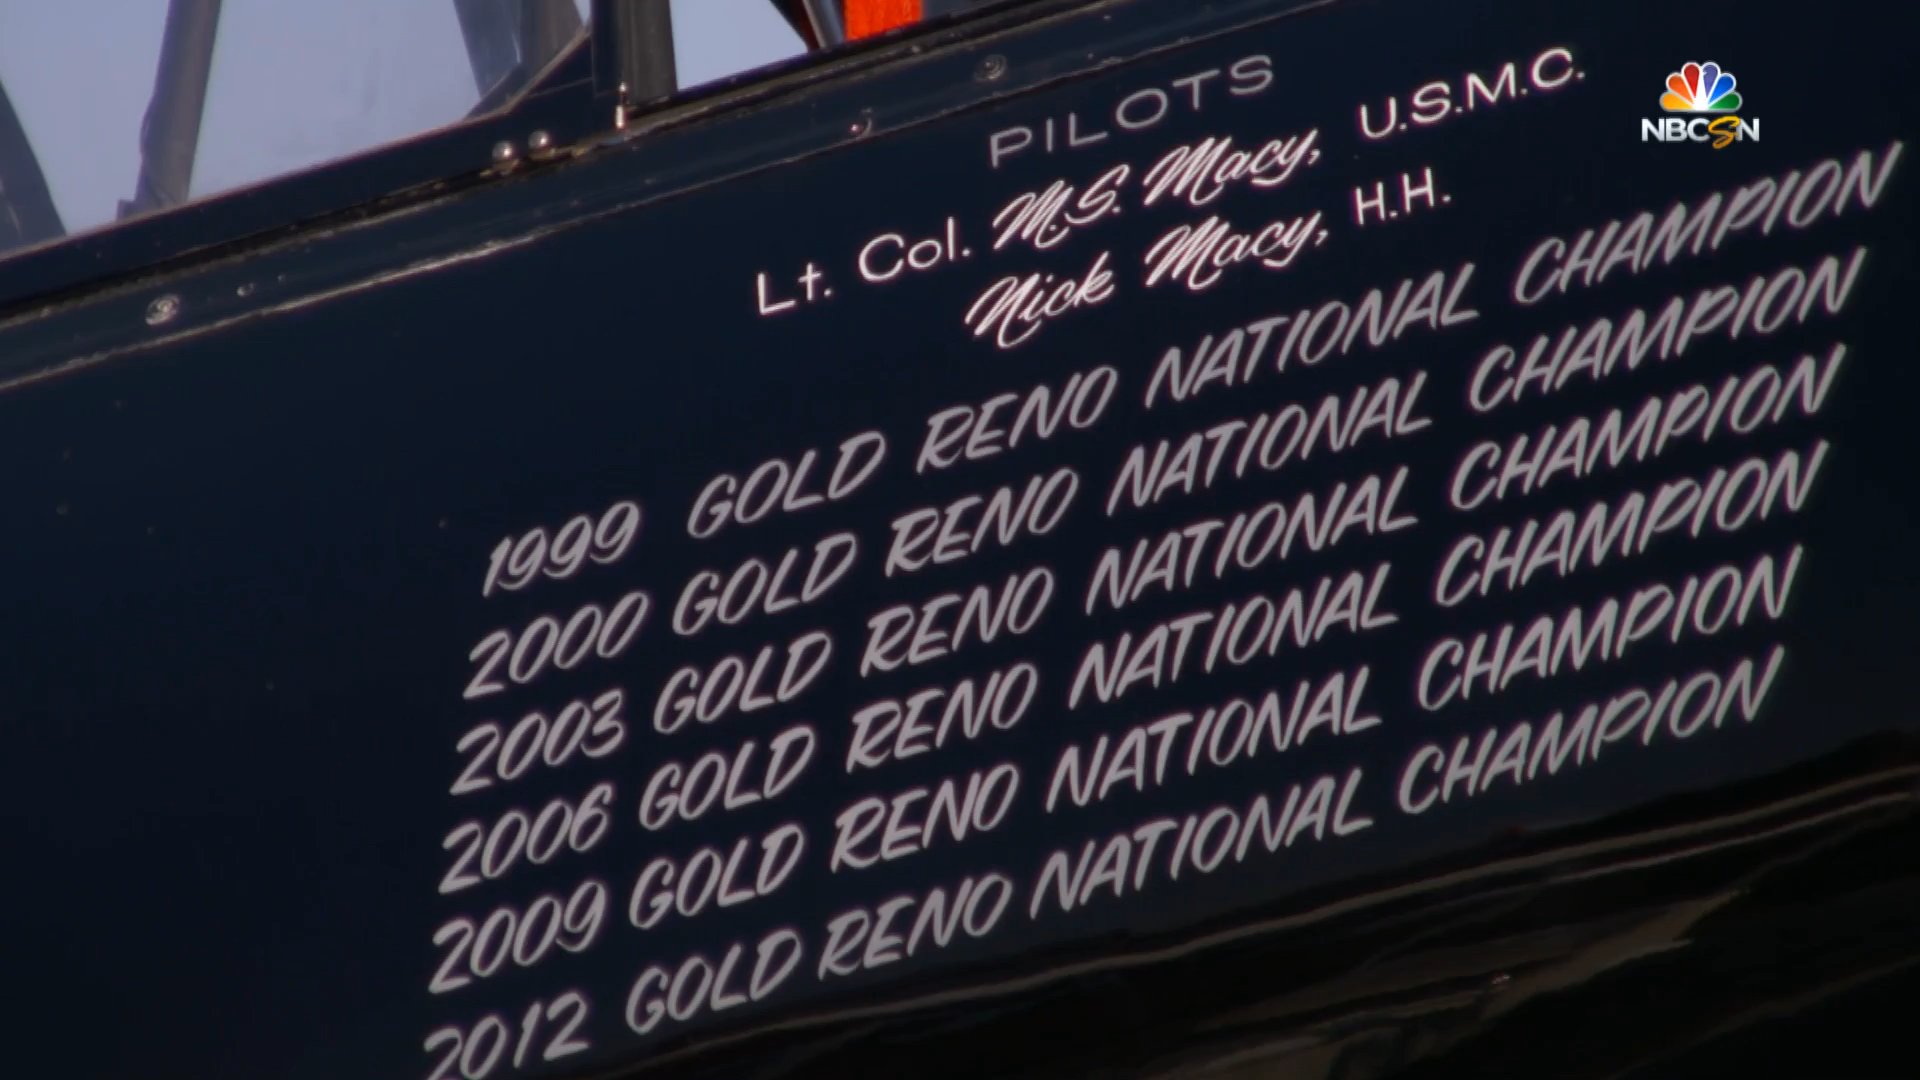 PILOTS
Lt. Col. M.S. Macy, U.S.M.C.
Nick Macy, H.H.
1999 GOLD RENO NATIONAL CHAMPION
2000 GOLD RENO NATIONAL CHAMPION
2003 GOLD RENO NATIONAL CHAMPION
2006 GOLD RENO NATIONAL CHAMPION
2009 GOLD RENO NATIONAL CHAMPION
2012 GOLD RENO NATIONAL CHAMPION
NBCSN